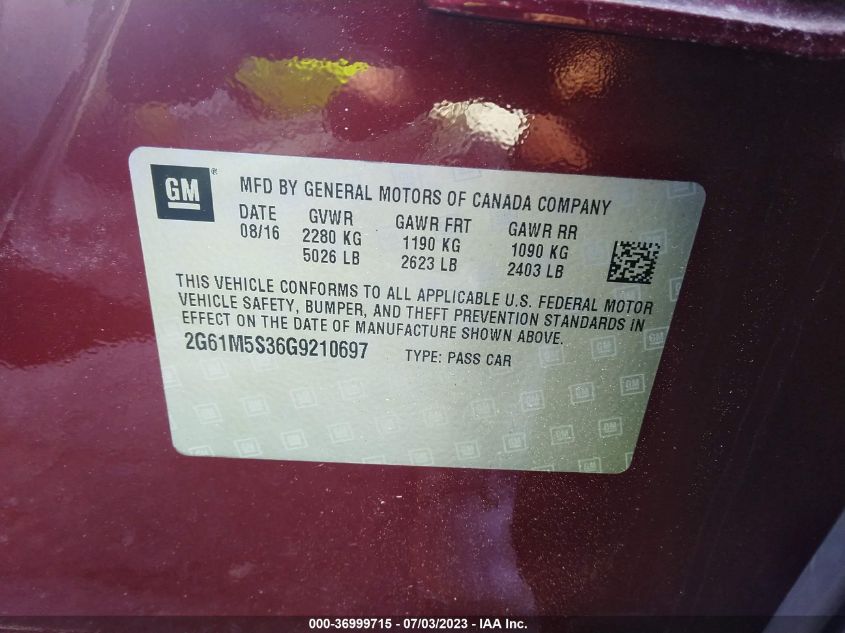 GM ® MFD BY GENERAL MOTORS OF CANADA COMPANY
DATE GVWR GAWR FRT GAWR RR
08/16 2280 KG 1190 KG 1090 KG
5026 LB 2623 LB 2403 LB
THIS VEHICLE CONFORMS TO ALL APPLICABLE U.S. FEDERAL MOTOR
VEHICLE SAFETY, BUMPER, AND THEFT PREVENTION STANDARDS IN
EFFECT ON THE DATE OF MANUFACTURE SHOWN ABOVE.
2G61M5S36G9210697 TYPE: PASS CAR
000-36999715 - 07/03/2023 - IAA Inc.